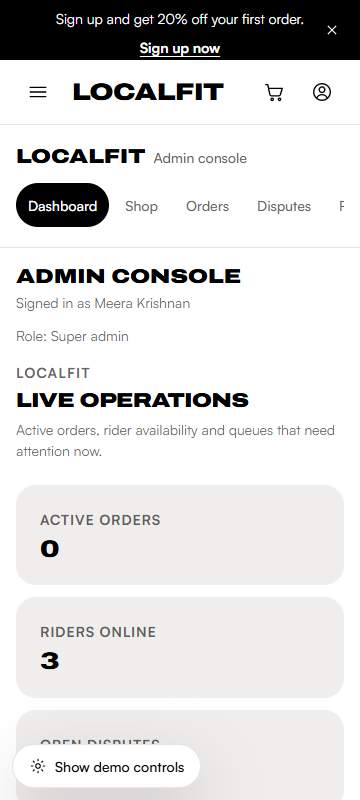 Sign up and get 20% off your first order.
Sign up now
LOCALFIT
LOCALFIT Admin console
Dashboard Shop Orders Disputes
ADMIN CONSOLE
Signed in as Meera Krishnan
Role: Super admin
LOCALFIT
LIVE OPERATIONS
Active orders, rider availability and queues that need
attention now.
ACTIVE ORDERS
0
RIDERS ONLINE
3
OPEN DISPUTES
Show demo controls